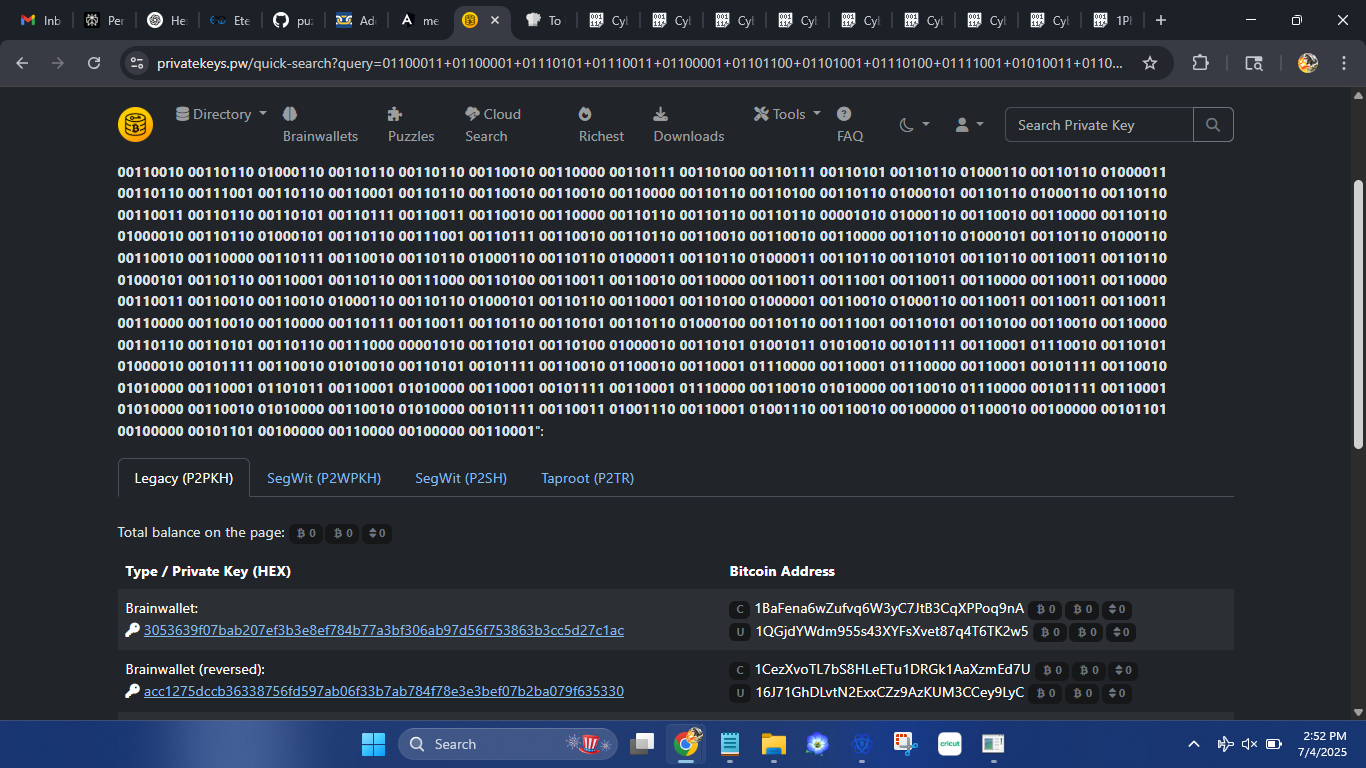 Inb
Per
He:
Ete
puz
Ade
me
To
Cyl
Cyl
Cyl
Cyl
Cyl
Cyl
Cyl
Cyl
1Pl
privatekeys.pw/quick-search?query=01100011+01100001+01110101+01110011+01100001+01101100+01101001+01110100+01111001+01010011+0110...
Directory
Brainwallets
Puzzles
Cloud Search
Richest
Downloads
Tools
FAQ
Search Private Key
00110010 00110110 01000110 00110110 00110110 00110010 00110000 00110111 00110100 00110111 00110101 00110110 01000110 00110110 01000011
00110110 00111001 00110110 00110001 00110110 00110010 00110000 00110110 00110100 00110110 01000101 00110110 01000110 00110110
00110011 00110110 00110101 00110111 00110011 00110010 00110000 00110110 00110110 00110110 00001010 01000110 00110010 00110000 00110110
01000010 00110110 01000101 00110110 00111001 00110111 00110010 00110110 00110010 00110010 00110000 00110110 01000101 00110110 01000110
00110010 00110000 00110111 00110010 00110110 01000110 00110110 01000011 00110110 01000011 00110110 00110101 00110110 00110011 00110110
01000101 00110110 00110001 00110110 00111000 00110100 00110011 00110010 00110000 00110011 00111001 00110011 00110000 00110011 00110000
00110011 00110010 00110010 01000110 00110110 01000101 00110110 00110001 00110100 01000001 00110010 01000110 00110011 00110011 00110011
00110000 00110010 00110000 00110111 00110011 00110110 00110101 00110110 01000100 00110110 00111001 00110101 00110100 00110010 00110000
00110110 00110101 00110110 00111000 00001010 00110101 00110100 01000010 00110101 01001011 01010010 00101111 00110001 01110010 00110101
01000010 00101111 00110010 01010010 00110101 00101111 00110010 01100010 00110001 01110000 00110001 01110000 00110001 00101111 00110010
01010000 00110001 01101011 00110001 01010000 00110001 00101111 00110001 01110000 00110010 01010000 00110010 01110000 00101111 00110001
01010000 00110010 01010000 00110010 01010000 00101111 00110011 01001110 00110001 01001110 00110010 00100000 01100010 00100000 00101101
00100000 00101101 00100000 00110000 00100000 00110001":
Legacy (P2PKH)
SegWit (P2WPKH)
SegWit (P2SH)
Taproot (P2TR)
Total balance on the page: ₿ 0 ₿ 0 0
Type / Private Key (HEX)
Bitcoin Address
Brainwallet:
3053639f07bab207ef3b3e8ef784b77a3bf306ab97d56f753863b3cc5d27c1ac
C 1BaFena6wZufvq6W3yC7JtB3CqXPPoq9nA ₿ 0 ₿ 0 0
U 1QGjdYWdm955s43XYFsXvet87q4T6TK2w5 ₿ 0 ₿ 0 0
Brainwallet (reversed):
acc1275dccb36338756fd597ab06f33b7ab784f78e3e3bef07b2ba079f635330
C 1CezXvoTL7bS8HLeETu1DRGk1AaXzmEd7U ₿ 0 ₿ 0 0
U 16J71GhDLvtN2ExxCZz9AzKUM3CCey9LyC ₿ 0 ₿ 0 0
Search
cricut
2:52 PM
7/4/2025